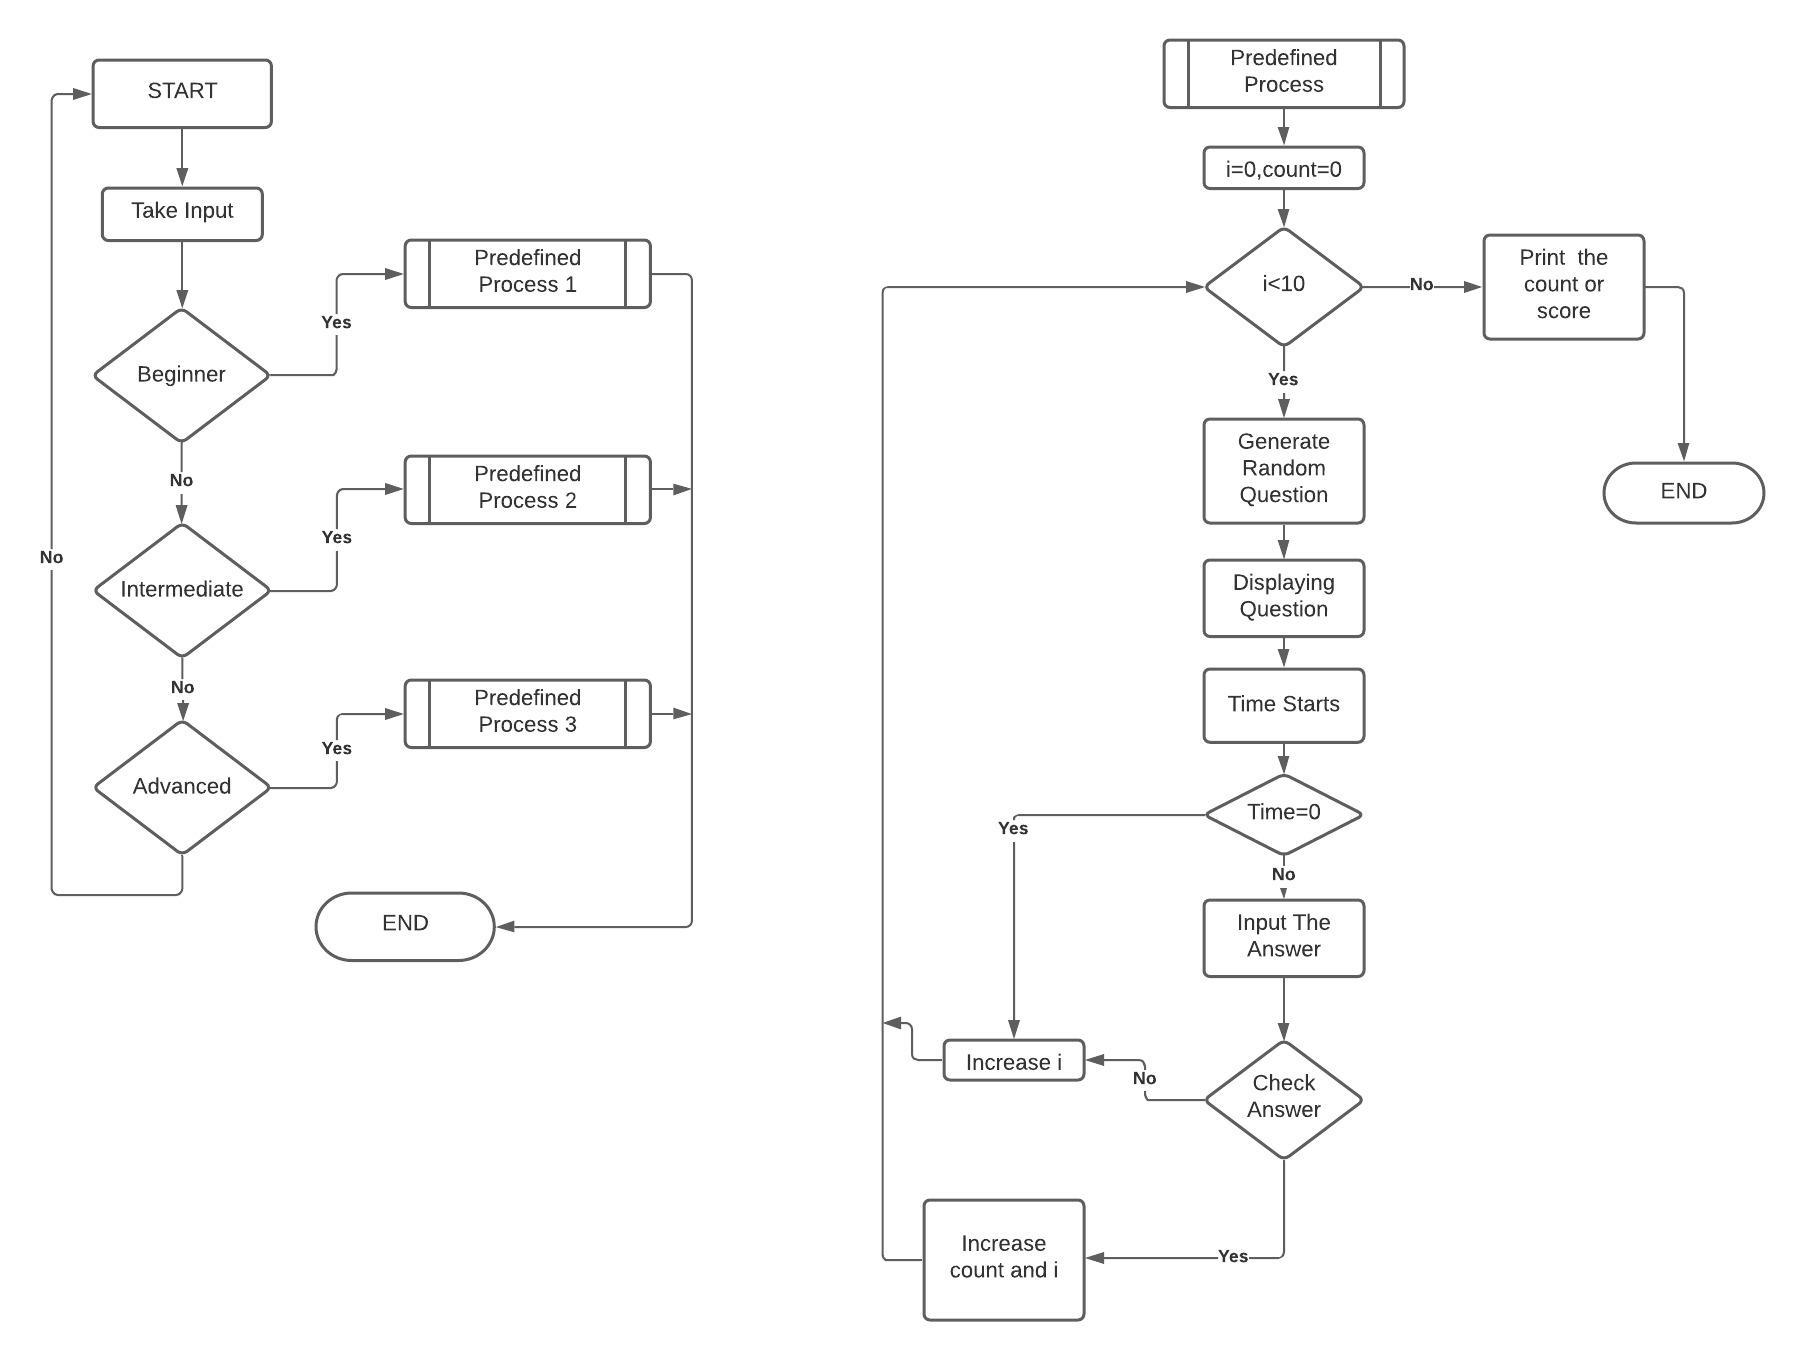 START
Take Input
Beginner
Yes
Predefined
Process 1
No
Intermediate
Yes
Predefined
Process 2
No
No
Advanced
Yes
Predefined
Process 3
END
Predefined
Process
i=0,count=0
i<10
No
Print  the
count or
score
END
Yes
Generate
Random
Question
Displaying
Question
Time Starts
Time=0
Yes
No
Input The
Answer
Increase i
No
Check
Answer
Increase
count and i
Yes